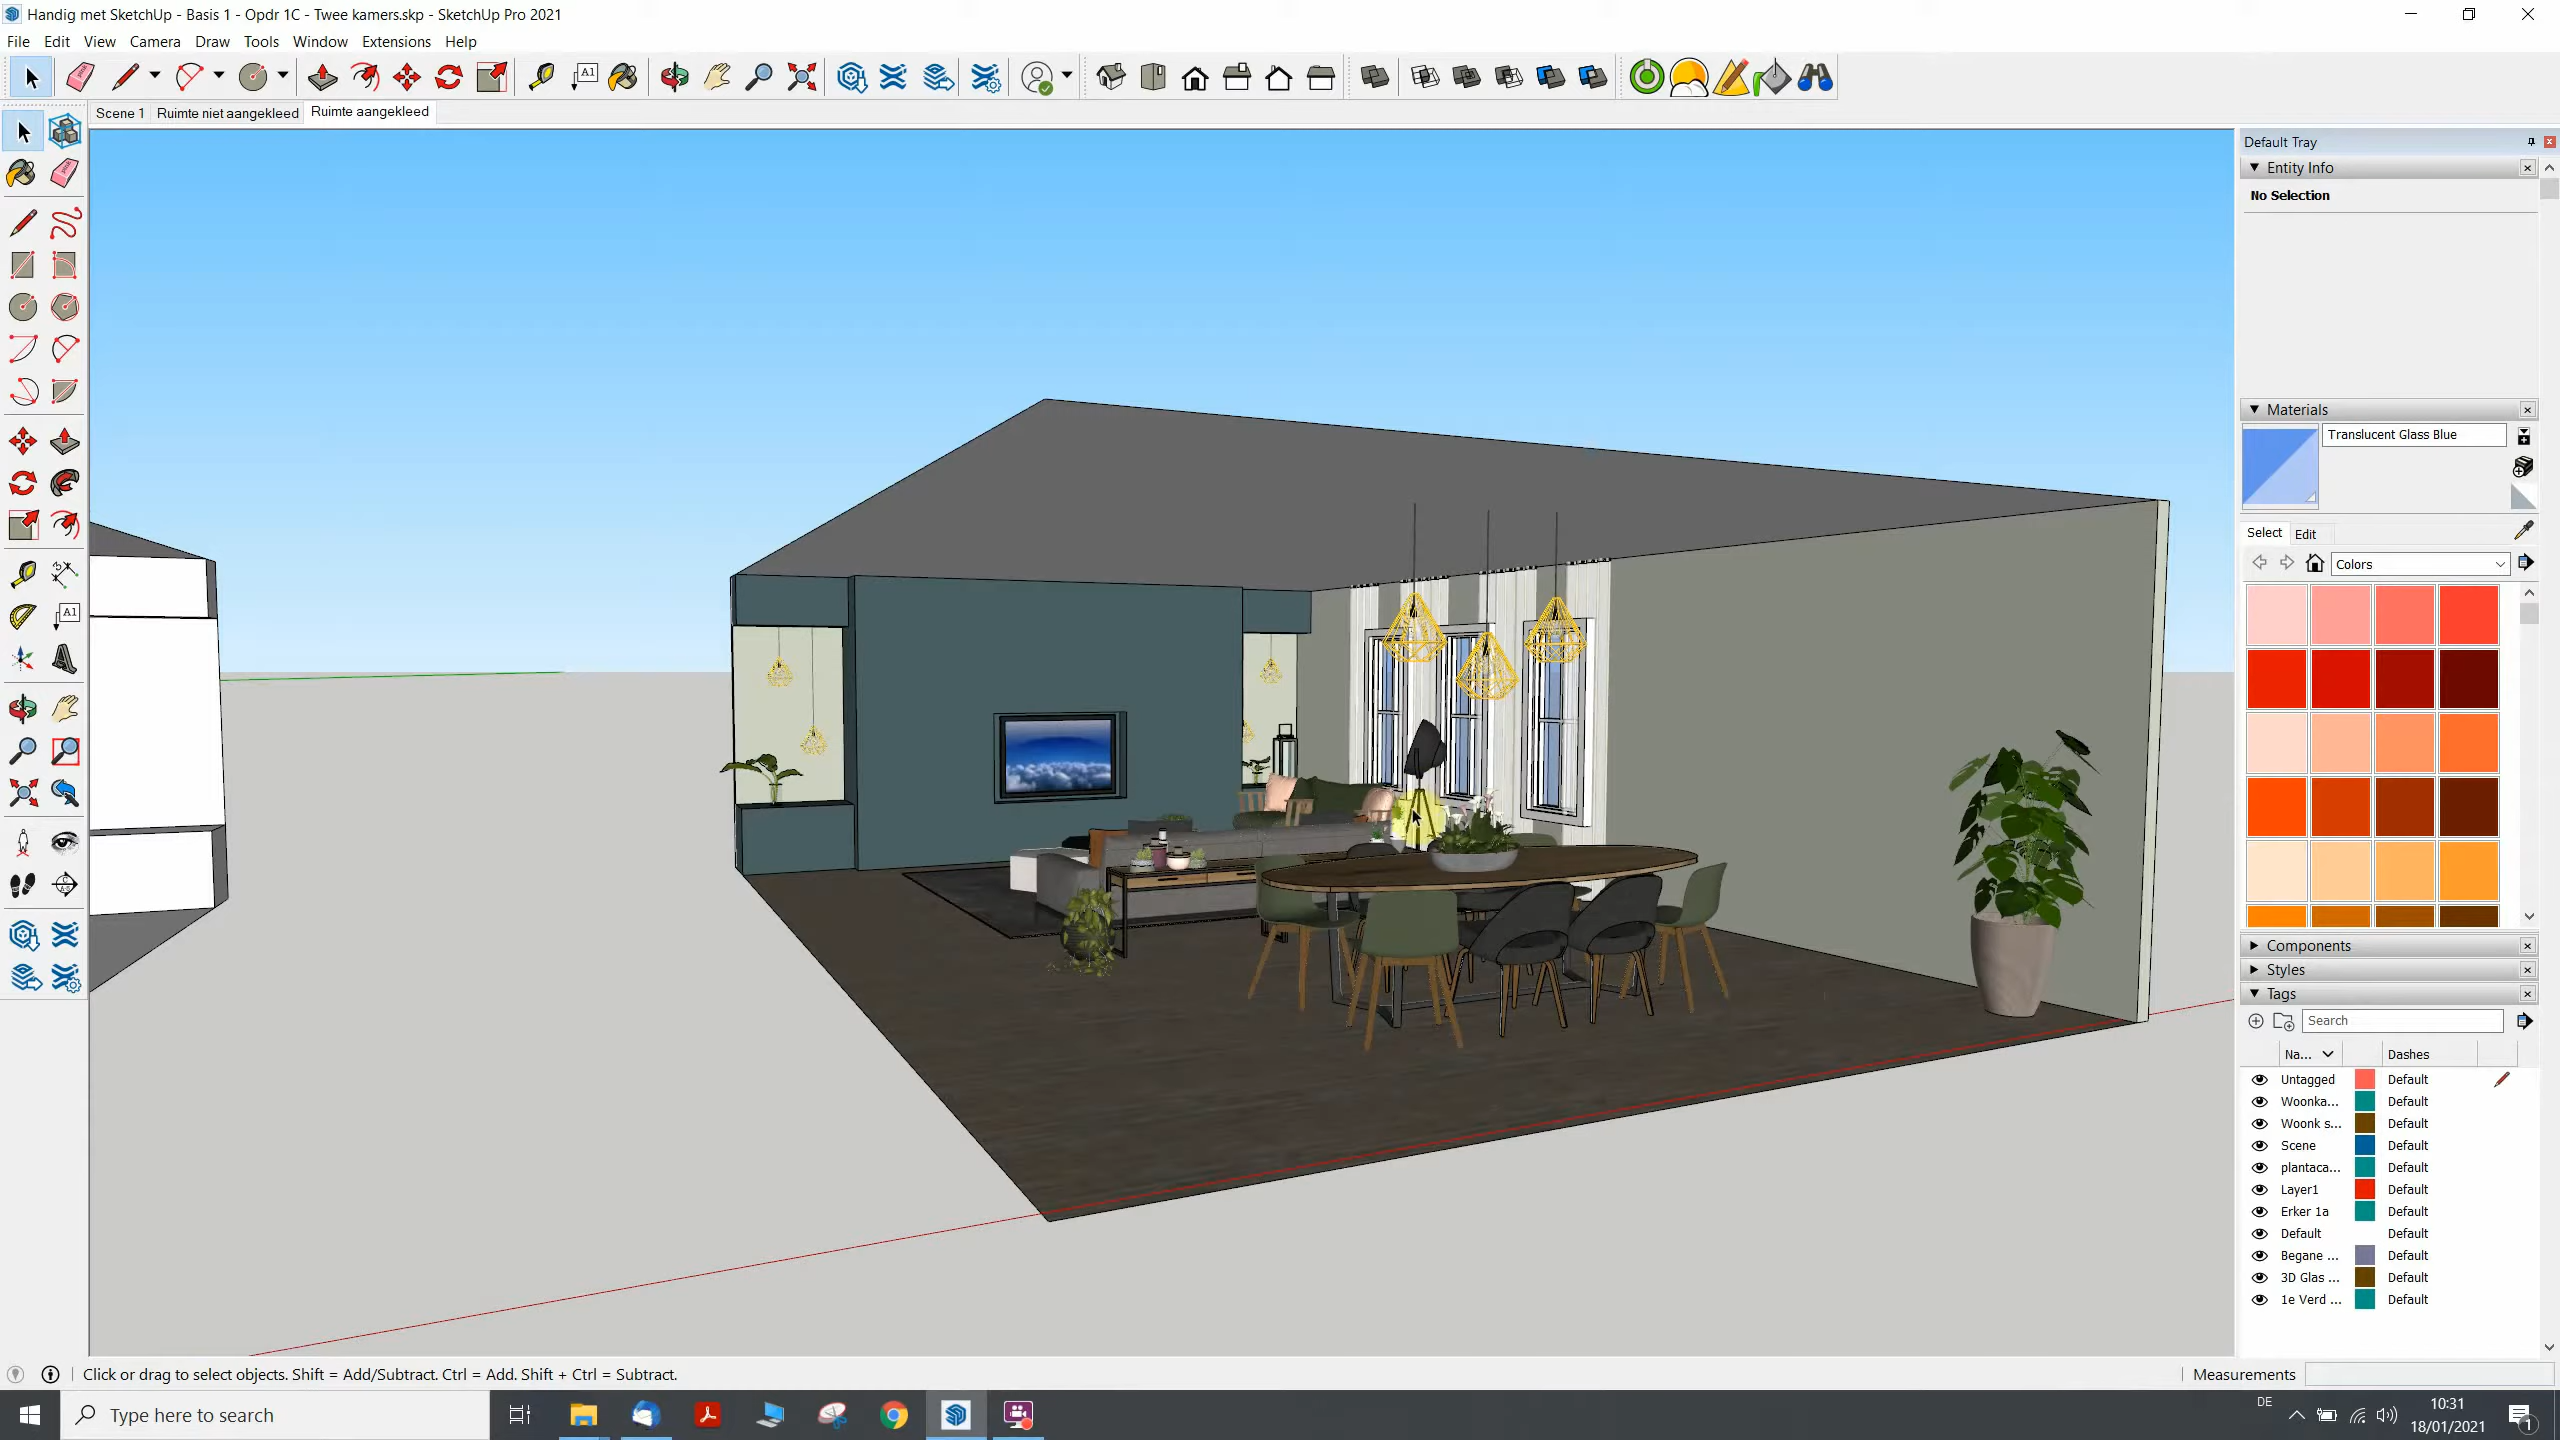 Handig met SketchUp - Basis 1 - Opdr 1C - Twee kamers.skp - SketchUp Pro 2021
File Edit View Camera Draw Tools Window Extensions Help
Scene 1 Ruimte niet aangekleed Ruimte aangekleed
Default Tray
Entity Info
No Selection
Materials
Translucent Glass Blue
Select Edit
Colors
Components
Styles
Tags
Search
Na... Dashes
Untagged Default
Woonka... Default
Woonk s... Default
Scene Default
plantaca... Default
Layer1 Default
Erker 1a Default
Default Default
Begane ... Default
3D Glas ... Default
1e Verd ... Default
Click or drag to select objects. Shift = Add/Subtract. Ctrl = Add. Shift + Ctrl = Subtract.
Measurements
Type here to search
DE
10:31
18/01/2021
1